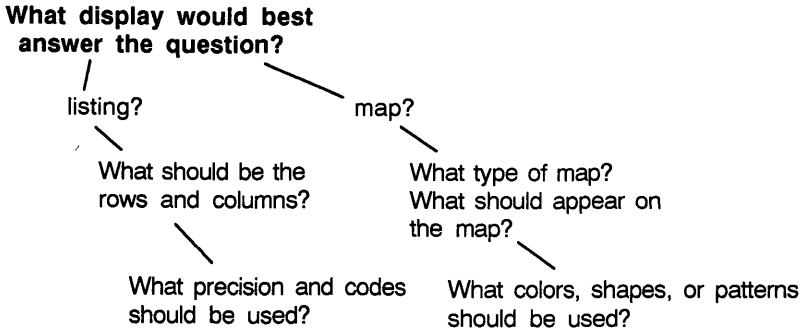 What display would best
answer the question?
listing?
map?
What should be the
rows and columns?
What type of map?
What should appear on
the map?
What precision and codes
should be used?
What colors, shapes, or patterns
should be used?